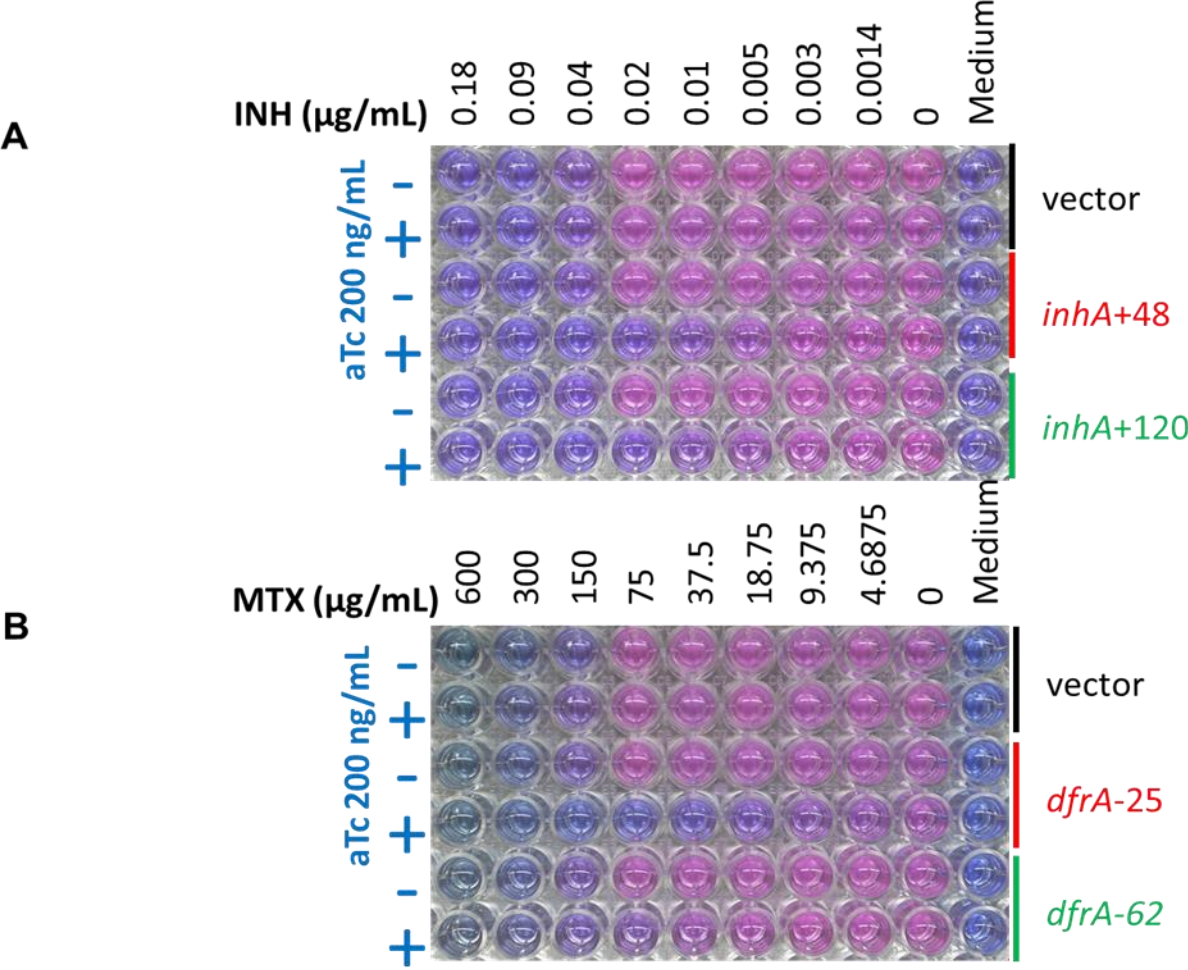 A
INH (µg/mL) 0.18 0.09 0.04 0.02 0.01 0.005 0.003 0.0014 0 Medium
aTc 200 ng/mL
- vector
+
- inhA+48
+
- inhA+120
+
B
MTX (µg/mL) 600 300 150 75 37.5 18.75 9.375 4.6875 0 Medium
aTc 200 ng/mL
- vector
+
- dfrA-25
+
- dfrA-62
+